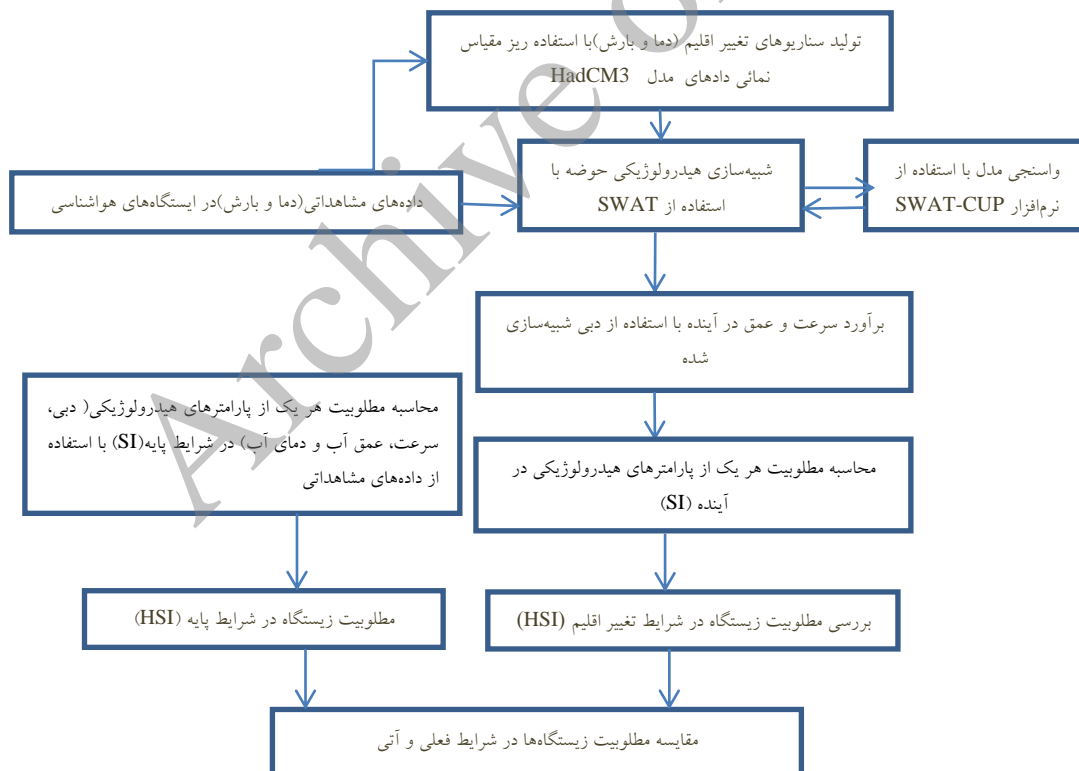 تولید سناریوهای تغییر اقلیم (دما و بارش)با استفاده ریز مقیاس
نمائی دادهای مدل HadCM3
شبیه‌سازی هیدرولوژیکی حوضه با
استفاده از SWAT
واسنجی مدل با استفاده از
نرم‌افزار SWAT-CUP
داده‌های مشاهداتی(دما و بارش)در ایستگاه‌های هواشناسی
برآورد سرعت و عمق در آینده با استفاده از دبی شبیه‌سازی
شده
محاسبه مطلوبیت هر یک از پارامترهای هیدرولوژیکی( دبی،
سرعت، عمق آب و دمای آب) در شرایط پایه(SI) با استفاده
از داده‌های مشاهداتی
محاسبه مطلوبیت هر یک از پارامترهای هیدرولوژیکی در
آینده (SI)
مطلوبیت زیستگاه در شرایط پایه (HSI)
بررسی مطلوبیت زیستگاه در شرایط تغییر اقلیم (HSI)
مقایسه مطلوبیت زیستگاه‌ها در شرایط فعلی و آتی
Archive